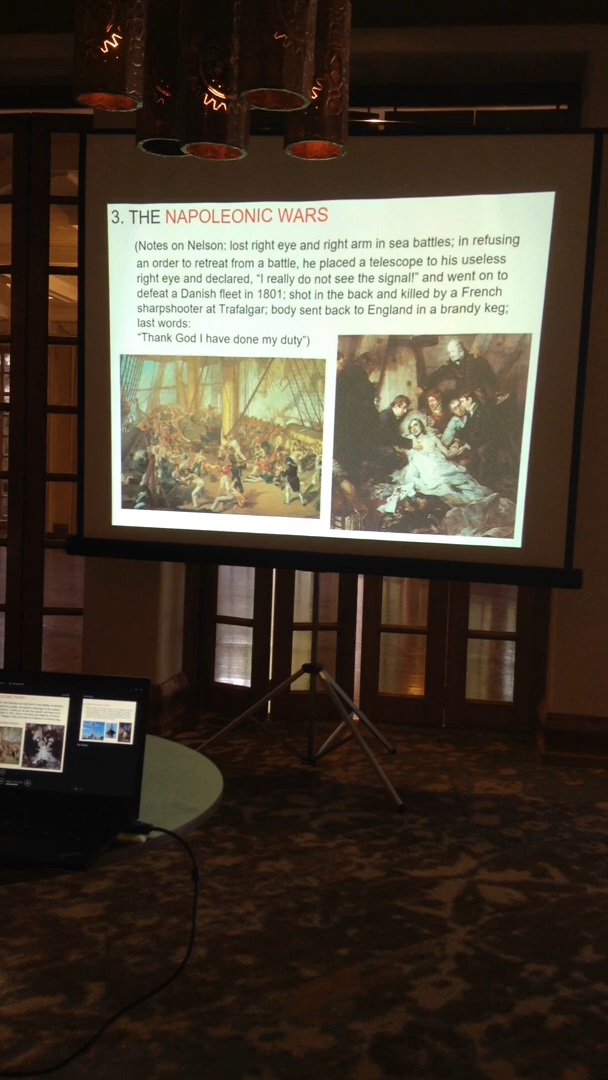 3. THE NAPOLEONIC WARS
(Notes on Nelson: lost right eye and right arm in sea battles; in refusing
an order to retreat from a battle, he placed a telescope to his useless
right eye and declared, “I really do not see the signal!” and went on to
defeat a Danish fleet in 1801; shot in the back and killed by a French
sharpshooter at Trafalgar; body sent back to England in a brandy keg;
last words:
“Thank God I have done my duty”)